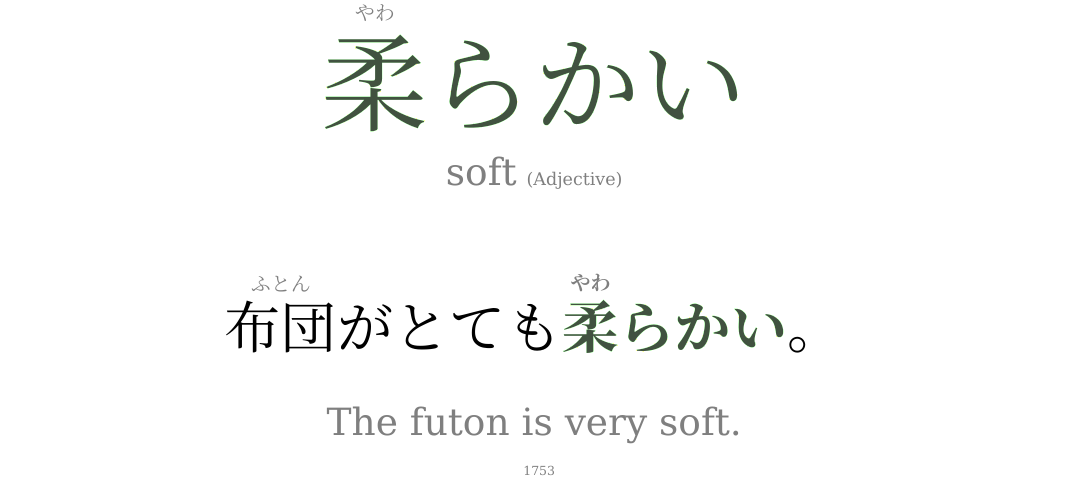 やわ
柔らかい
soft (Adjective)
ふとん やわ
布団がとても柔らかい。
The futon is very soft.
1753